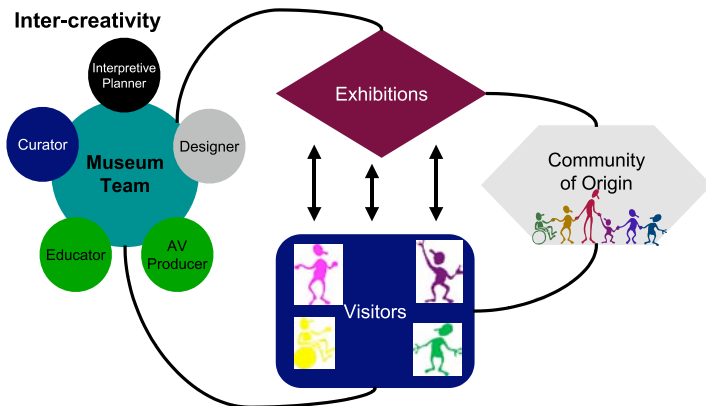 Inter-creativity
Interpretive
Planner
Curator
Designer
Museum
Team
Educator
AV
Producer
Exhibitions
Community
of Origin
Visitors